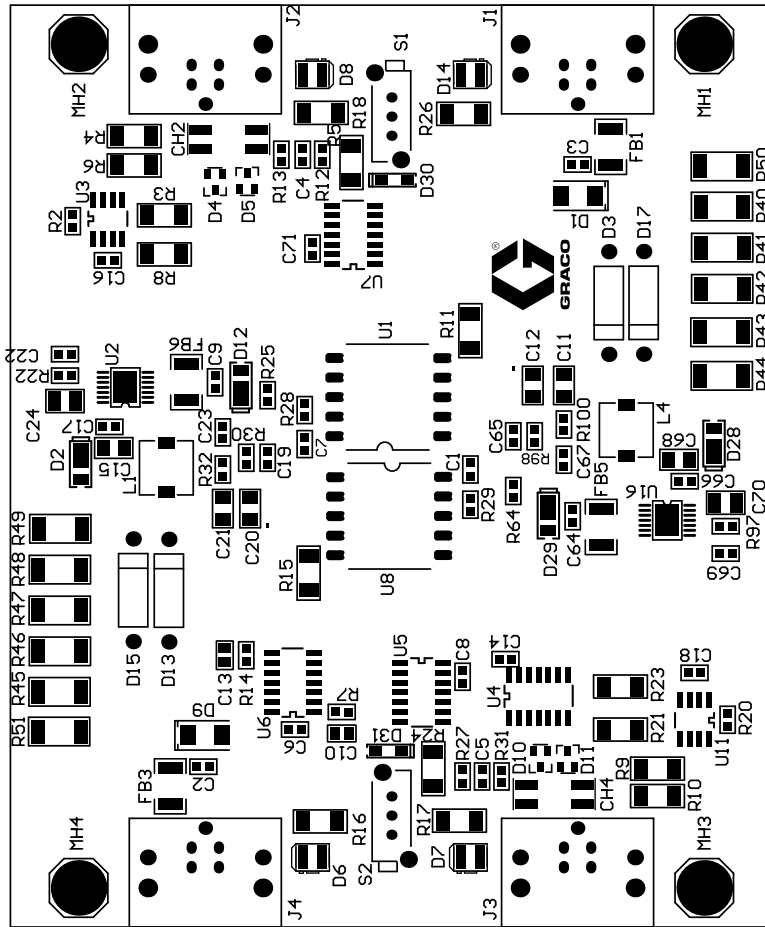 J2
J1
S1
MH2
D8
D14
MH1
R18
R26
R4
CH2
R5
FB1
R6
R13
C4
R12
C3
R50
U3
D4
D5
D30
R3
D1
D3
D17
R40
R2
C71
R41
R8
C16
U7
®
GRACO
R42
R11
U1
R43
C22
U2
FB6
C9
D12
R25
C12
C11
R44
R22
C24
R28
R100
L4
C17
C23
R30
C65
R98
C68
D28
D2
C15
L1
R32
C19
C7
C1
C67
FB5
C66
U16
C70
R49
C21
C20
R29
R64
D29
C64
R97
R48
R15
U8
C69
R47
R46
D15
D13
C13
R14
U5
C8
C14
R45
U6
R7
U4
R23
C18
R51
D9
C6
C10
D31
R24
R21
R20
U11
FB3
C2
R27
C5
R31
D10
D11
R9
CH4
R10
MH4
R16
R17
MH3
D6
S2
D7
J4
J3